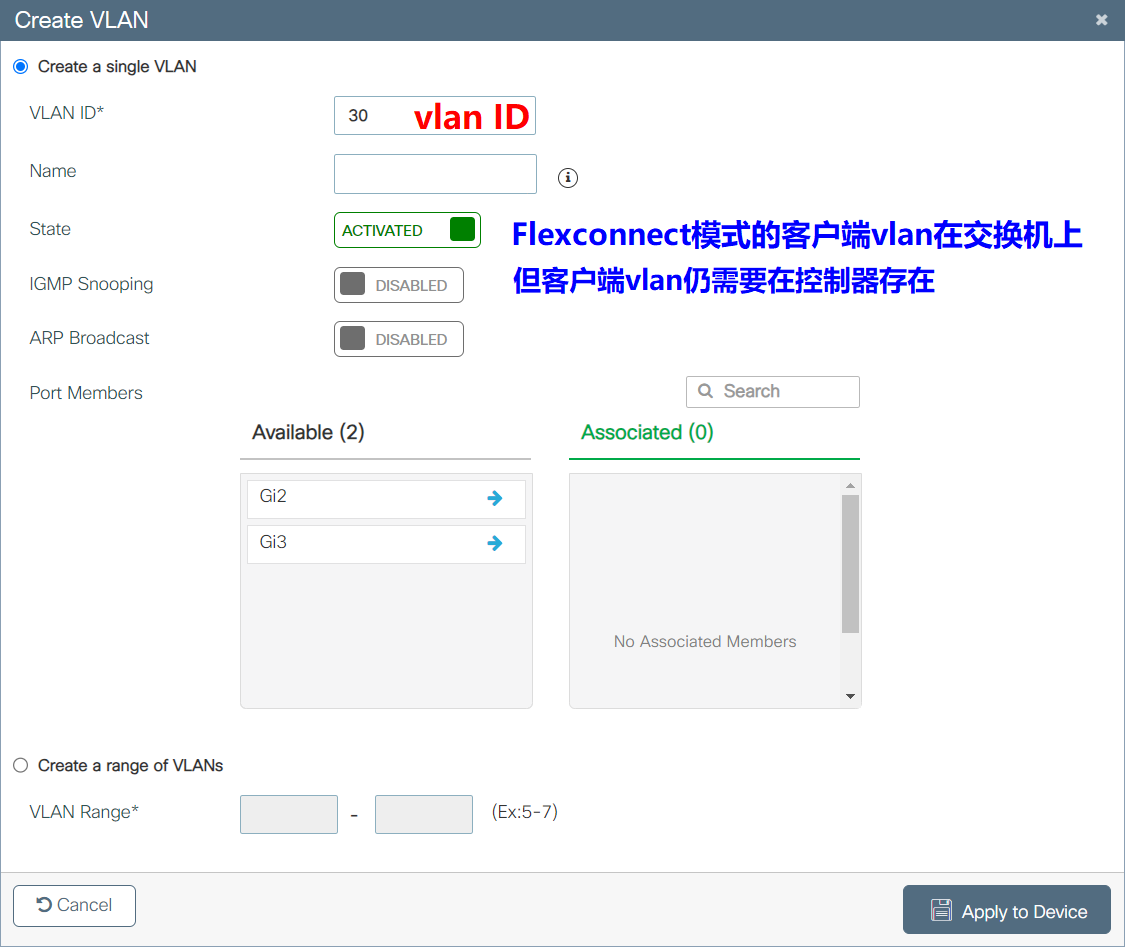 Create VLAN
Create a single VLAN
VLAN ID*
30
vlan ID
Name
State
ACTIVATED
Flexconnect模式的客户端vlan在交换机上
但客户端vlan仍需要在控制器存在
IGMP Snooping
DISABLED
ARP Broadcast
DISABLED
Port Members
Search
Available (2)
Associated (0)
Gi2
Gi3
No Associated Members
Create a range of VLANs
VLAN Range*
-
(Ex:5-7)
Cancel
Apply to Device